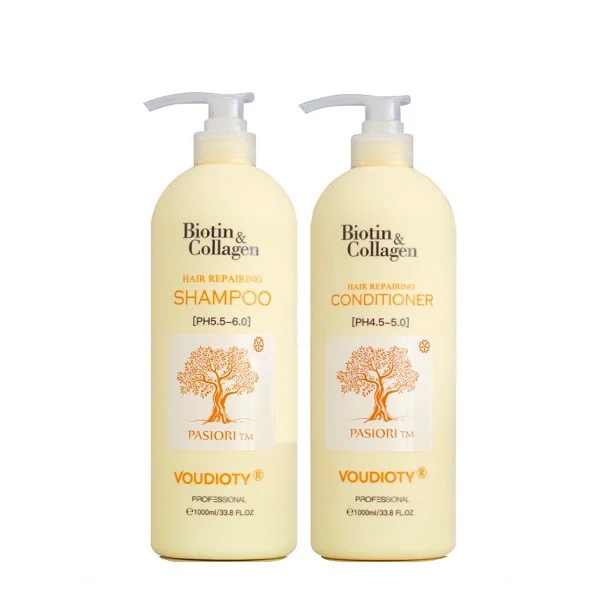 Biotin &
Collagen
HAIR REPAIRING
SHAMPOO
[PH5.5-6.0]
PASIORI TM
VOUDIOTY®
PROFESSIONAL
℮1000ml/33.8 FL.OZ
Biotin &
Collagen
HAIR REPAIRING
CONDITIONER
[PH4.5-5.0]
PASIORI TM
VOUDIOTY®
PROFESSIONAL
℮1000ml/33.8 FL.OZ